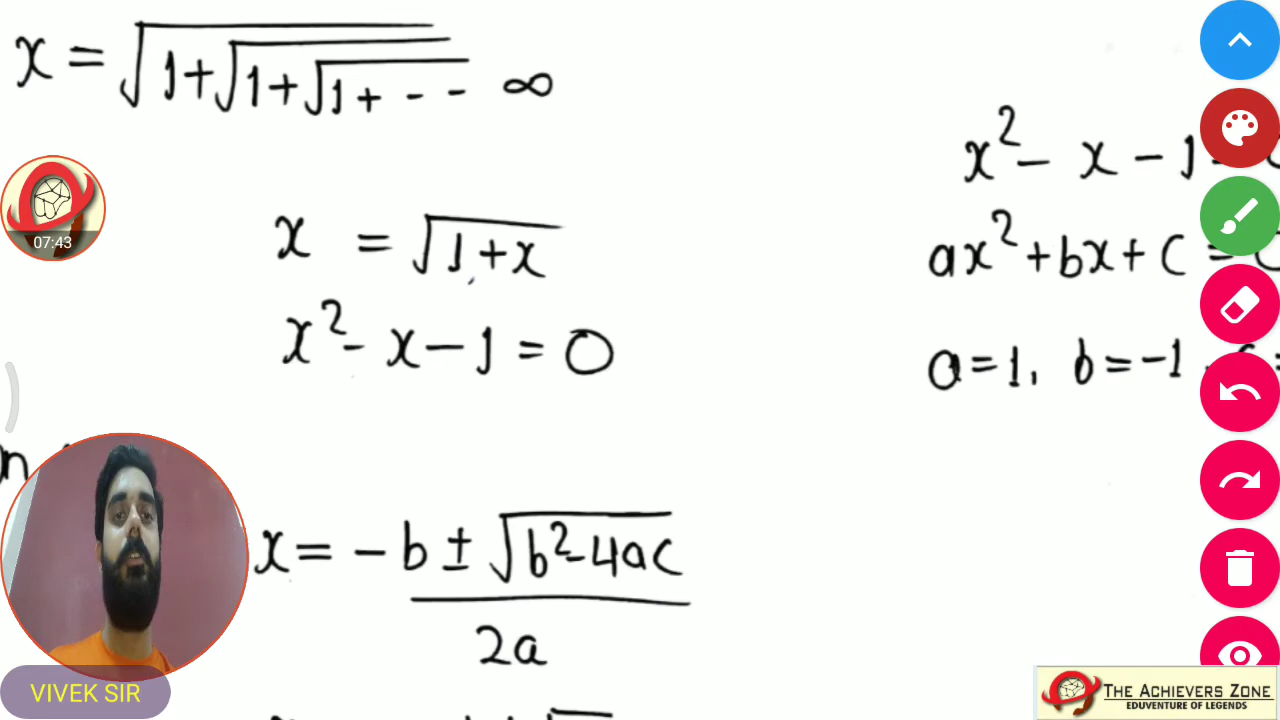 x = √1+√1+√1+ - - ∞
07:43
x = √1+x
x² - x - 1 = 0
x² - x - 1
ax² + bx + c =
a = 1, b = -1
x = - b ± √b² - 4ac
2a
VIVEK SIR
THE ACHIEVERS ZONE
EDUVENTURE OF LEGENDS